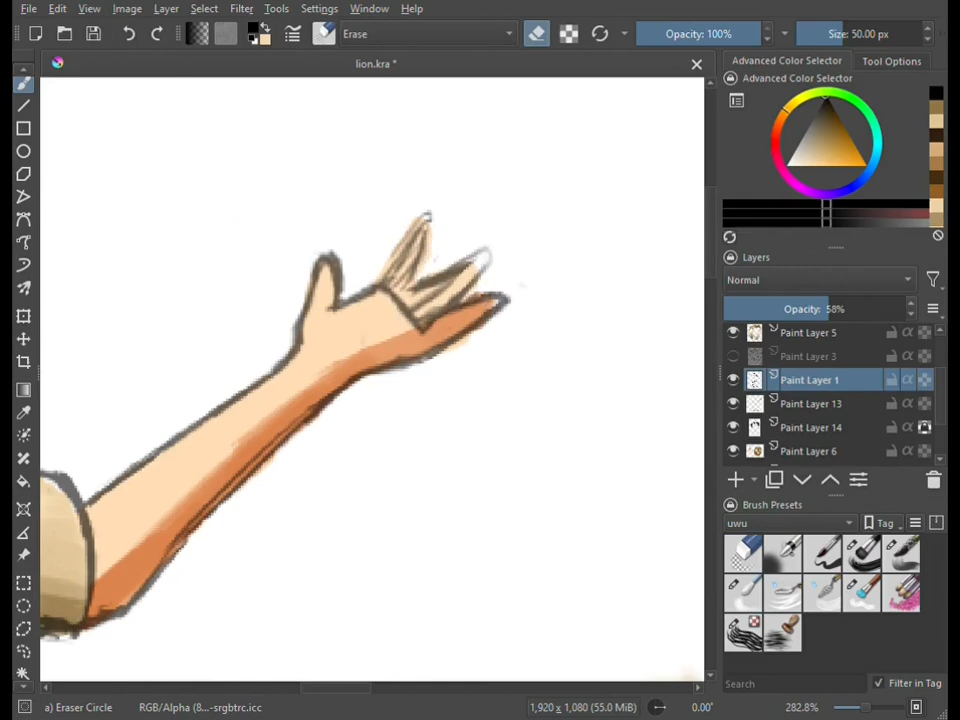 File Edit View Image Layer Select Filter Tools Settings Window Help
Erase
Opacity: 100%
Size: 50.00 px
lion.kra *
Advanced Color Selector
Tool Options
Advanced Color Selector
Layers
Normal
Opacity: 58%
Paint Layer 5
Paint Layer 3
Paint Layer 1
Paint Layer 13
Paint Layer 14
Paint Layer 6
Brush Presets
uwu
Tag
Search
Filter in Tag
a) Eraser Circle
RGB/Alpha (8...-srgbtrc.icc
1,920 x 1,080 (55.0 MiB)
0.00°
282.8%